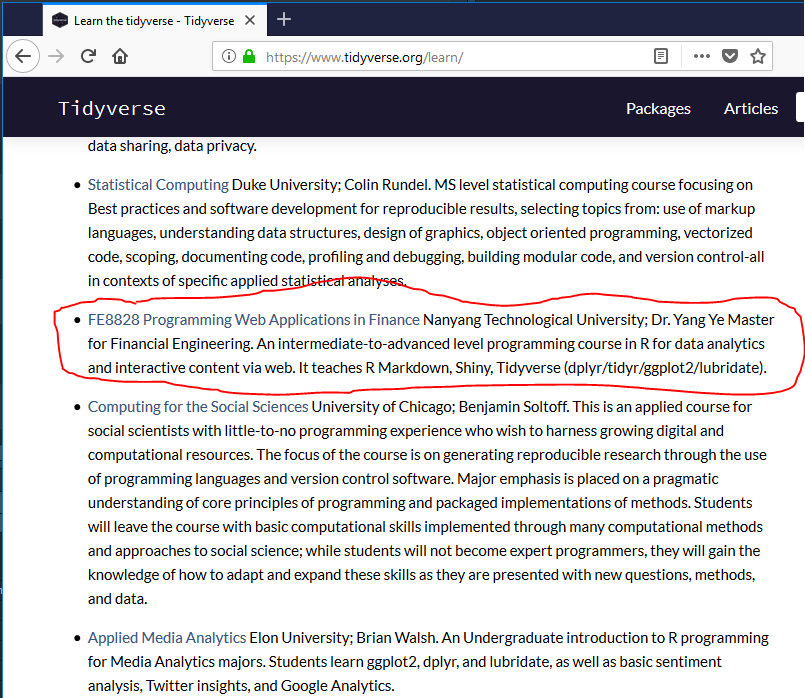 Learn the tidyverse - Tidyverse
https://www.tidyverse.org/learn/
Tidyverse
Packages
Articles
data sharing, data privacy.
Statistical Computing Duke University; Colin Rundel. MS level statistical computing course focusing on
Best practices and software development for reproducible results, selecting topics from: use of markup
languages, understanding data structures, design of graphics, object oriented programming, vectorized
code, scoping, documenting code, profiling and debugging, building modular code, and version control-all
in contexts of specific applied statistical analyses.
FE8828 Programming Web Applications in Finance Nanyang Technological University; Dr. Yang Ye Master
for Financial Engineering. An intermediate-to-advanced level programming course in R for data analytics
and interactive content via web. It teaches R Markdown, Shiny, Tidyverse (dplyr/tidyr/ggplot2/lubridate).
Computing for the Social Sciences University of Chicago; Benjamin Soltoff. This is an applied course for
social scientists with little-to-no programming experience who wish to harness growing digital and
computational resources. The focus of the course is on generating reproducible research through the use
of programming languages and version control software. Major emphasis is placed on a pragmatic
understanding of core principles of programming and packaged implementations of methods. Students
will leave the course with basic computational skills implemented through many computational methods
and approaches to social science; while students will not become expert programmers, they will gain the
knowledge of how to adapt and expand these skills as they are presented with new questions, methods,
and data.
Applied Media Analytics Elon University; Brian Walsh. An Undergraduate introduction to R programming
for Media Analytics majors. Students learn ggplot2, dplyr, and lubridate, as well as basic sentiment
analysis, Twitter insights, and Google Analytics.